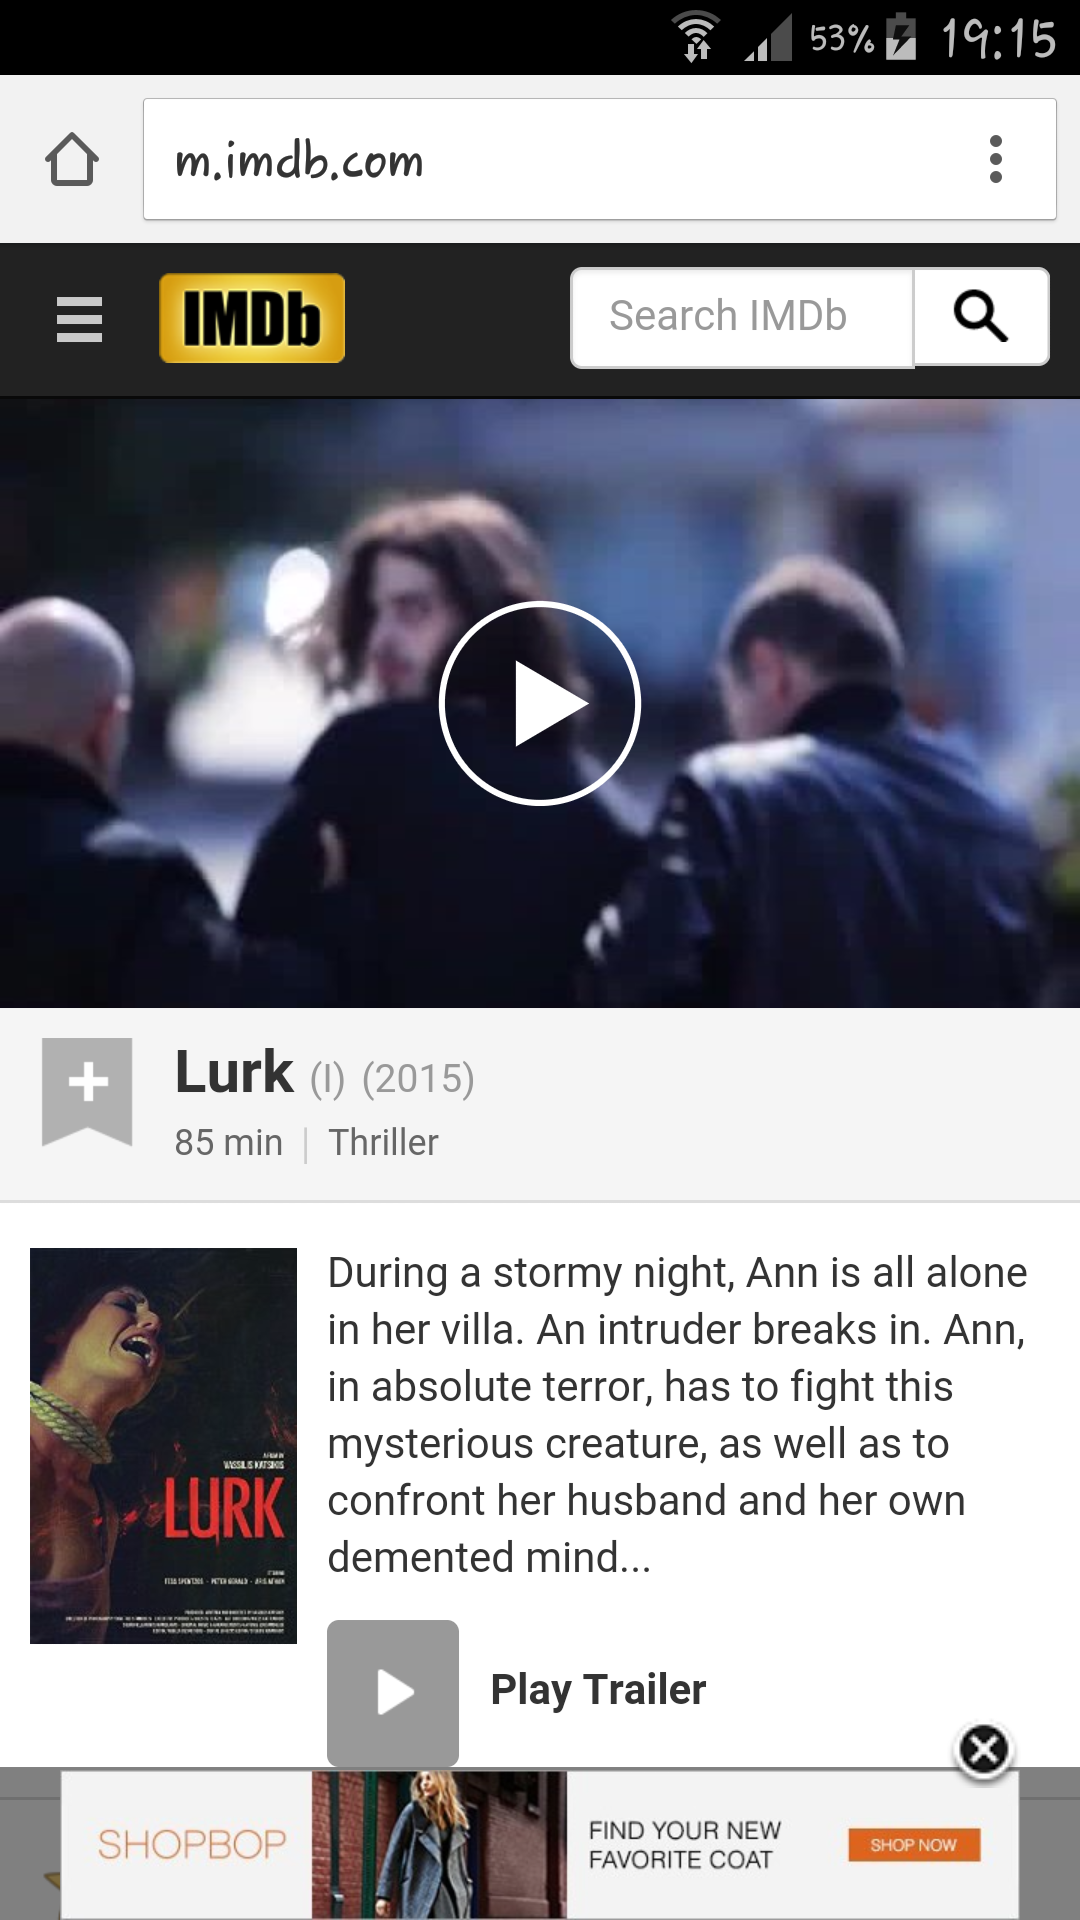 53% 19:15
m.imdb.com
IMDb
Search IMDb
Lurk (I) (2015)
85 min | Thriller
During a stormy night, Ann is all alone
in her villa. An intruder breaks in. Ann,
in absolute terror, has to fight this
mysterious creature, as well as to
confront her husband and her own
demented mind...
A FILM BY
VASSILIS KATSIKIS
LURK
Play Trailer
SHOPBOP
FIND YOUR NEW
FAVORITE COAT
SHOP NOW